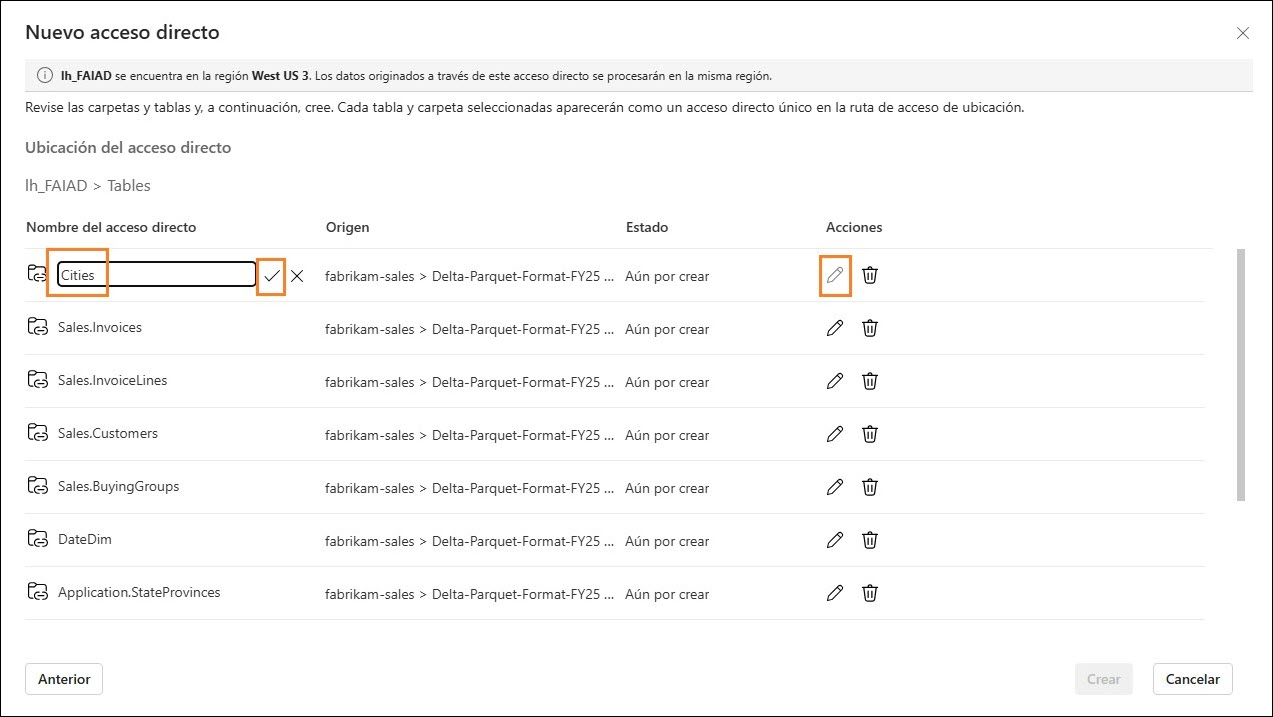 Nuevo acceso directo
lh_FAIAD se encuentra en la región West US 3. Los datos originados a través de este acceso directo se procesarán en la misma región.
Revise las carpetas y tablas y, a continuación, cree. Cada tabla y carpeta seleccionadas aparecerán como un acceso directo único en la ruta de acceso de ubicación.
Ubicación del acceso directo
lh_FAIAD > Tables
Nombre del acceso directo Origen Estado Acciones
Cities fabrikam-sales > Delta-Parquet-Format-FY25 ... Aún por crear
Sales.Invoices fabrikam-sales > Delta-Parquet-Format-FY25 ... Aún por crear
Sales.InvoiceLines fabrikam-sales > Delta-Parquet-Format-FY25 ... Aún por crear
Sales.Customers fabrikam-sales > Delta-Parquet-Format-FY25 ... Aún por crear
Sales.BuyingGroups fabrikam-sales > Delta-Parquet-Format-FY25 ... Aún por crear
DateDim fabrikam-sales > Delta-Parquet-Format-FY25 ... Aún por crear
Application.StateProvinces fabrikam-sales > Delta-Parquet-Format-FY25 ... Aún por crear
Anterior Crear Cancelar